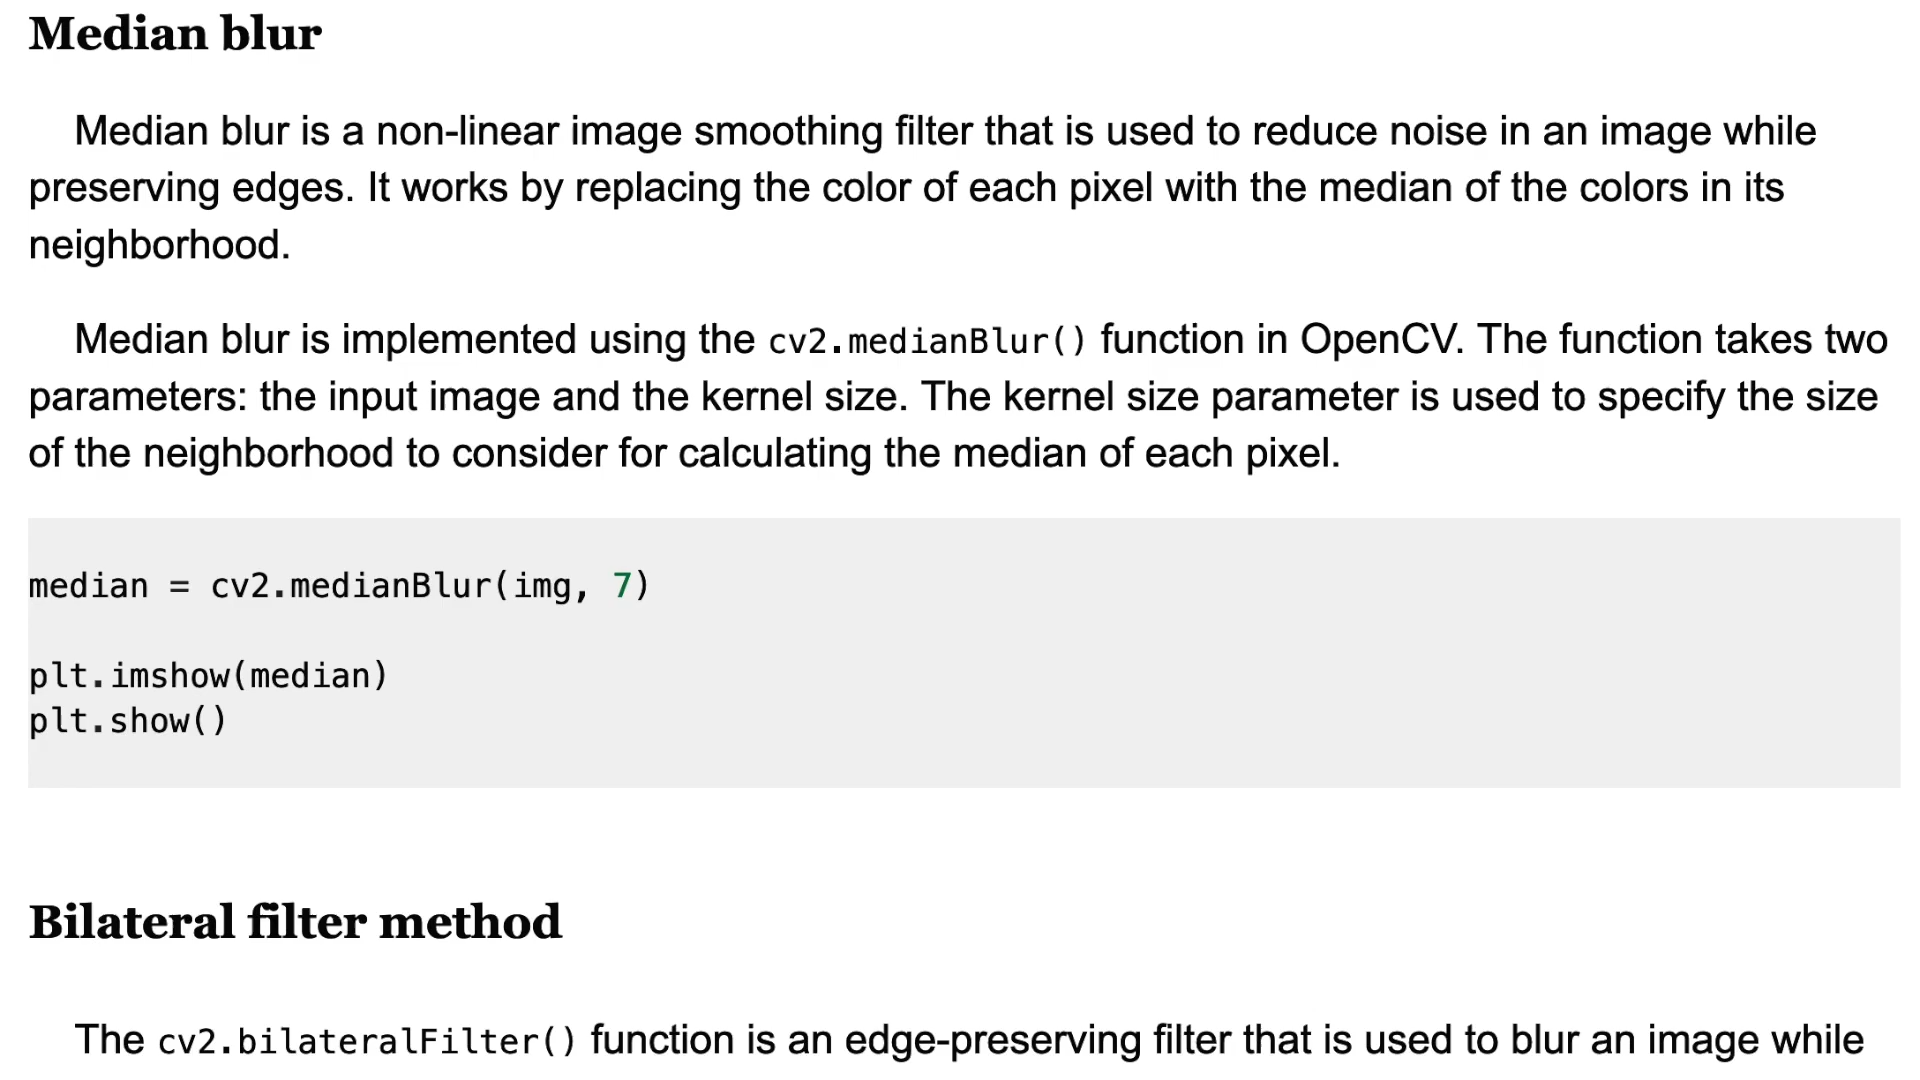 Median blur
Median blur is a non-linear image smoothing filter that is used to reduce noise in an image while
preserving edges. It works by replacing the color of each pixel with the median of the colors in its
neighborhood.
Median blur is implemented using the cv2.medianBlur() function in OpenCV. The function takes two
parameters: the input image and the kernel size. The kernel size parameter is used to specify the size
of the neighborhood to consider for calculating the median of each pixel.
median = cv2.medianBlur(img, 7)
plt.imshow(median)
plt.show()
Bilateral filter method
The cv2.bilateralFilter() function is an edge-preserving filter that is used to blur an image while